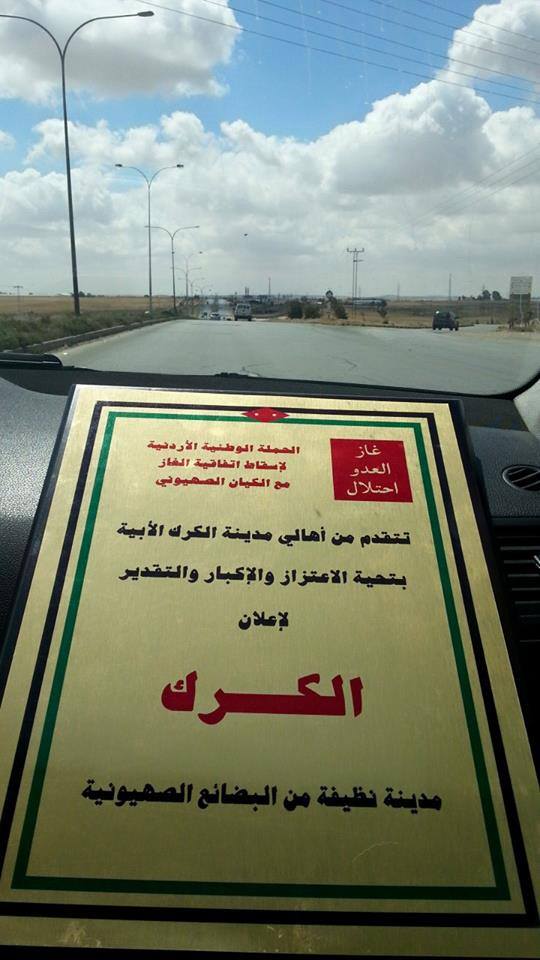 غاز
العدو
احتلال
الحملة الوطنية الأردنية
لإسقاط اتفاقية الغاز
مع الكيان الصهيوني
تتقدم من أهالي مدينة الكرك الأبية
بتحية الاعتزاز والإكبار والتقدير
لإعلان
الكرك
مدينة نظيفة من البضائع الصهيونية